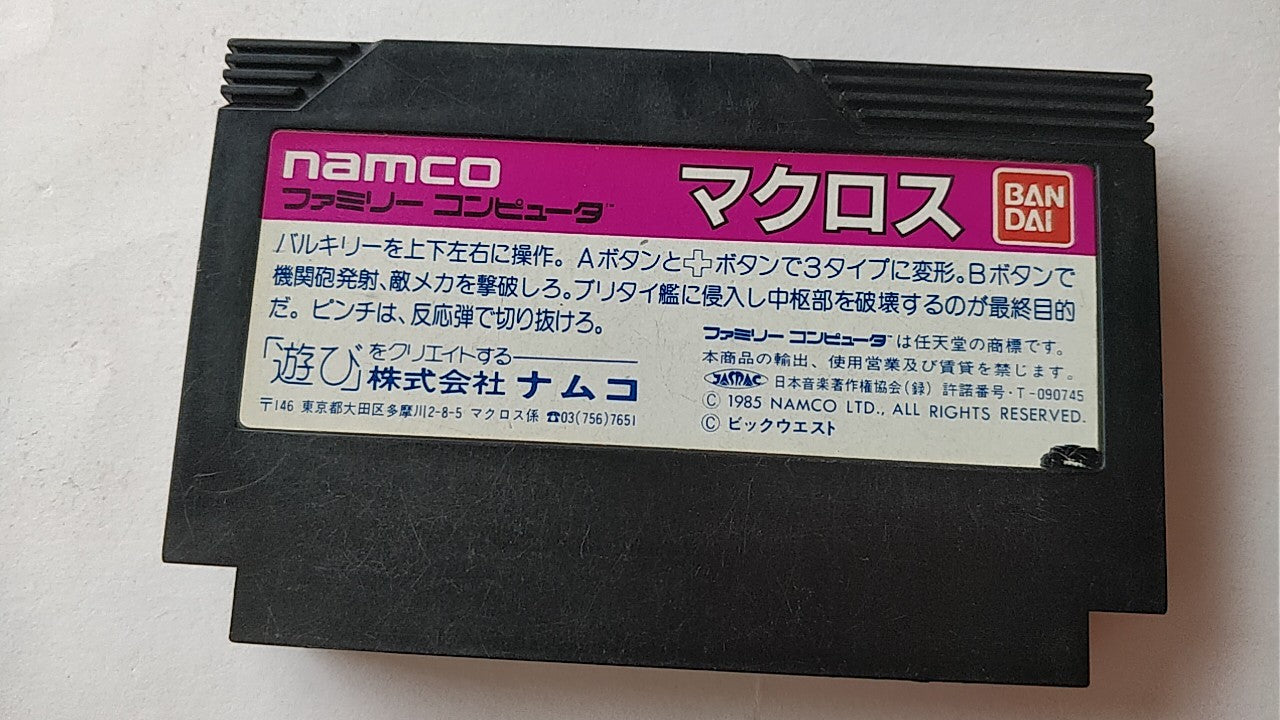 namco
ファミリー コンピュータ™
マクロス
BAN
DAI
バルキリーを上下左右に操作。Aボタンと✚ボタンで3タイプに変形。Bボタンで
機関砲発射、敵メカを撃破しろ。ブリタイ艦に侵入し中枢部を破壊するのが最終目的
だ。ピンチは、反応弾で切り抜けろ。
「遊び」をクリエイトする
株式会社 ナムコ
〒146 東京都大田区多摩川2-8-5 マクロス係 ☎03(756)7651
ファミリー コンピュータ™は任天堂の商標です。
本商品の輸出、使用営業及び賃貸を禁じます。
JASRAC 日本音楽著作権協会(録) 許諾番号・T-090745
© 1985 NAMCO LTD., ALL RIGHTS RESERVED.
© ビックウエスト